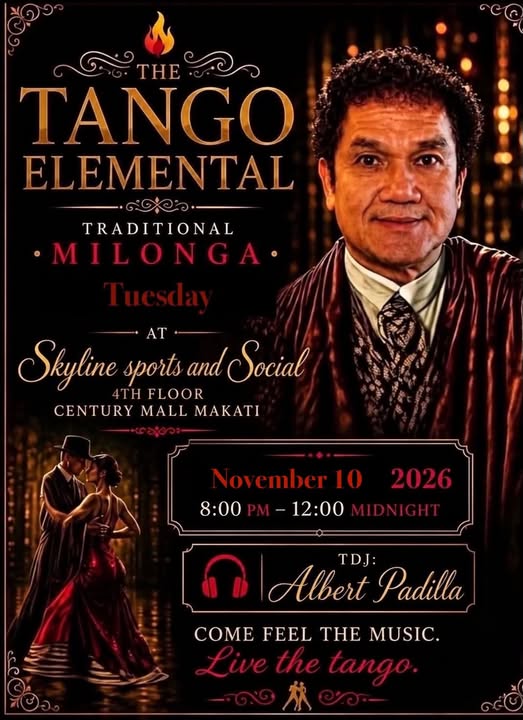 THE
TANGO
ELEMENTAL
TRADITIONAL
• MILONGA •
Tuesday
AT
Skyline sports and Social
4TH FLOOR
CENTURY MALL MAKATI
November 10 2026
8:00 PM – 12:00 MIDNIGHT
TDJ:
Albert Padilla
COME FEEL THE MUSIC.
Live the tango.